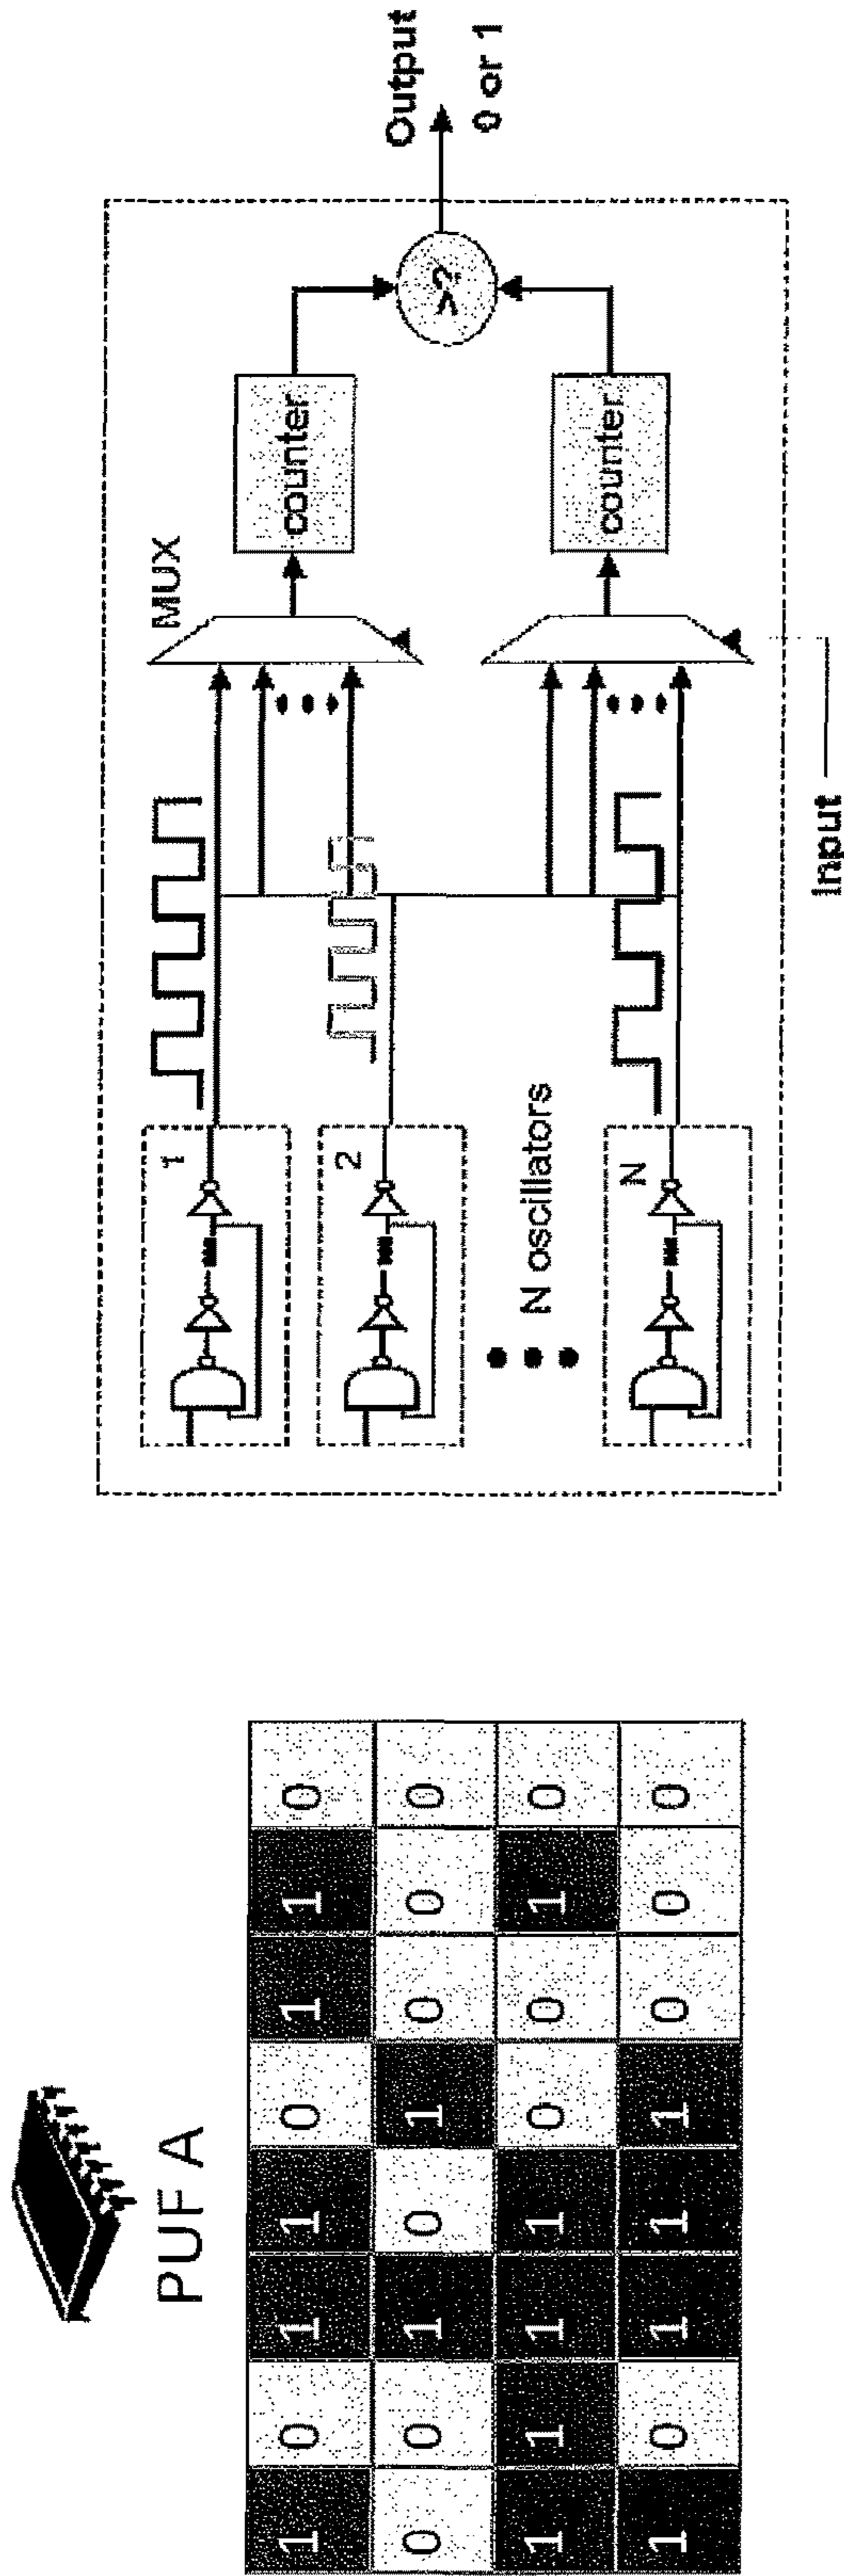 PUF A
1 0 1 1 0 1 1 0
0 0 1 0 1 0 0 0
1 1 1 1 0 0 1 0
1 0 1 1 1 0 0 0
1
MUX
counter
2
N oscillators
>?
Output
0 or 1
N
counter
Input